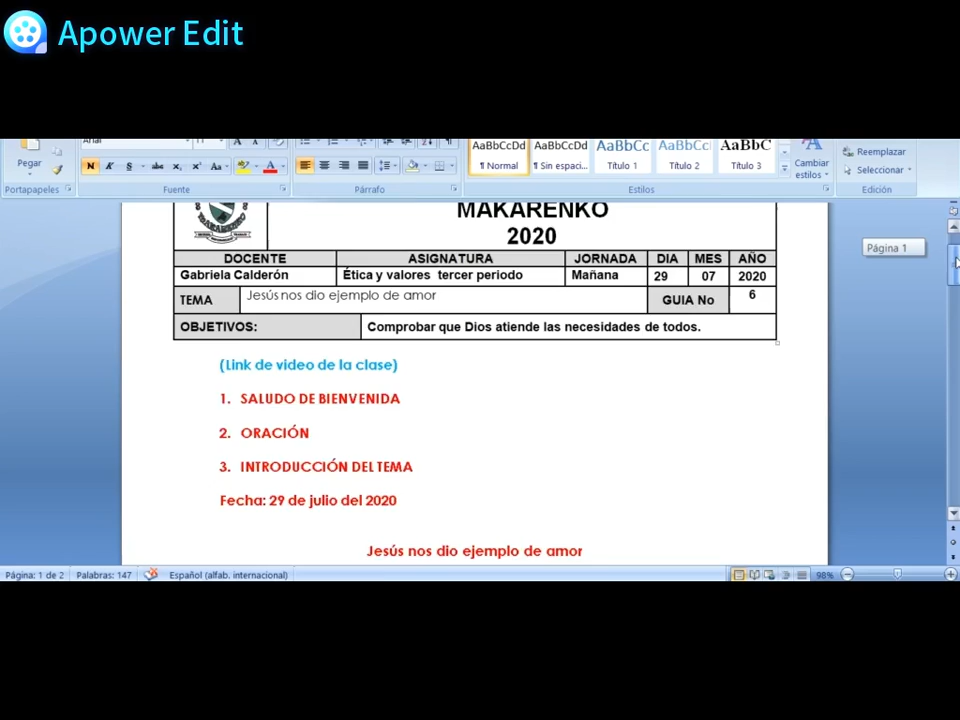 Apower Edit
Pegar
Cambiar estilos
Reemplazar
Seleccionar
AaBbCcDd AaBbCcDd AaBbCc AaBbCc AaBbC
¶ Normal ¶ Sin espaci... Título 1 Título 2 Título 3
Portapapeles Fuente Párrafo Estilos Edición
MAKARENKO
2020
Página 1
DOCENTE ASIGNATURA JORNADA DIA MES AÑO
Gabriela Calderón Ética y valores tercer periodo Mañana 29 07 2020
TEMA Jesús nos dio ejemplo de amor GUIA No 6
OBJETIVOS: Comprobar que Dios atiende las necesidades de todos.
(Link de video de la clase)
1. SALUDO DE BIENVENIDA
2. ORACIÓN
3. INTRODUCCIÓN DEL TEMA
Fecha: 29 de julio del 2020
Jesús nos dio ejemplo de amor
Página: 1 de 2 Palabras: 147 Español (alfab. internacional) 98%